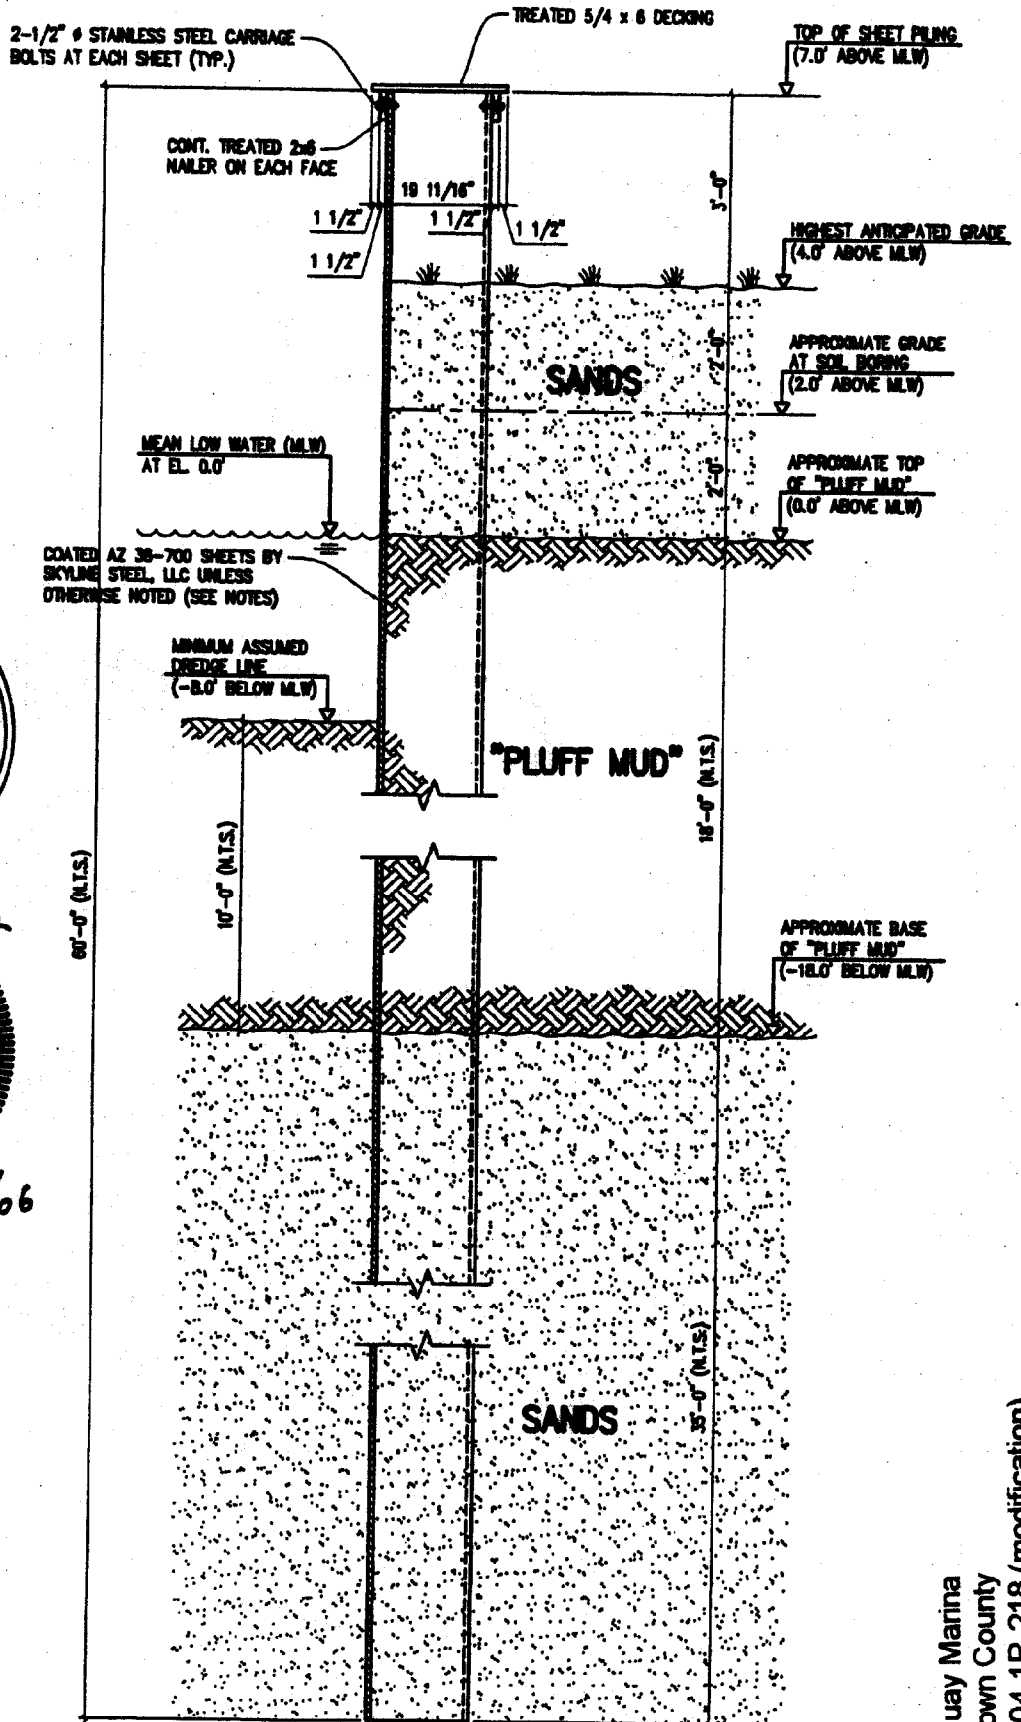 TREATED 5/4 x 6 DECKING
2-1/2" ø STAINLESS STEEL CARRIAGE
BOLTS AT EACH SHEET (TYP.)
TOP OF SHEET PILING
(7.0' ABOVE MLW)
CONT. TREATED 2x6
NAILER ON EACH FACE
19 11/16"
1 1/2"
1 1/2"
1 1/2"
1 1/2"
3'-0"
HIGHEST ANTICIPATED GRADE
(4.0' ABOVE MLW)
SANDS
2'-0"
APPROXIMATE GRADE
AT SOIL BORING
(2.0' ABOVE MLW)
MEAN LOW WATER (MLW)
AT EL. 0.0'
2'-0"
APPROXIMATE TOP
OF "PLUFF MUD"
(0.0' ABOVE MLW)
COATED AZ 36-700 SHEETS BY
SKYLINE STEEL, LLC UNLESS
OTHERWISE NOTED (SEE NOTES)
MINIMUM ASSUMED
DREDGE LINE
(-8.0' BELOW MLW)
"PLUFF MUD"
18'-0" (N.T.S.)
10'-0" (N.T.S.)
60'-0" (N.T.S.)
APPROXIMATE BASE
OF "PLUFF MUD"
(-18.0' BELOW MLW)
06
35'-0" (N.T.S.)
SANDS
uay Marina
own County
04 1R 218 (modification)